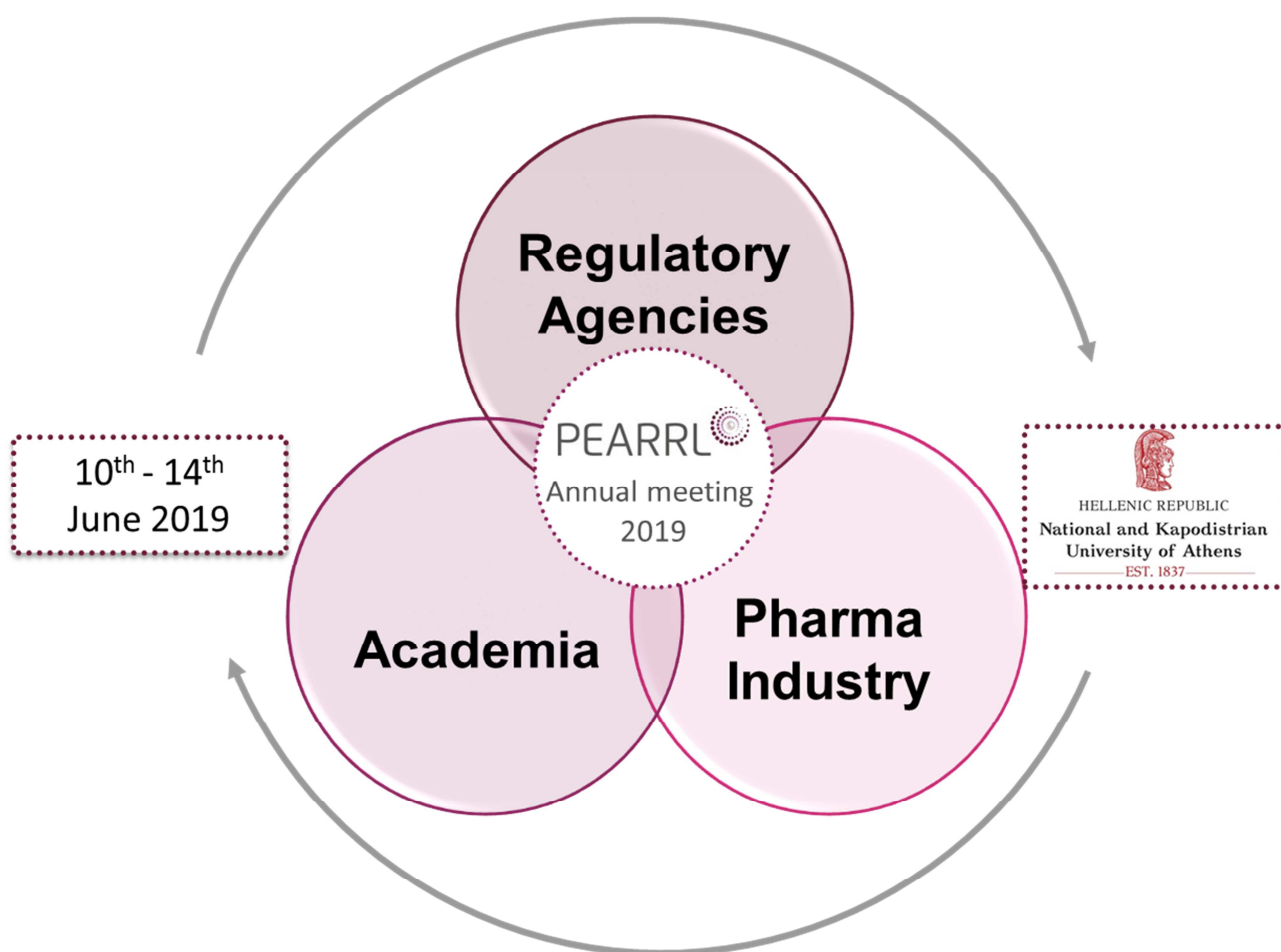 Regulatory
Agencies
PEARRL
Annual meeting
2019
10th - 14th
June 2019
HELLENIC REPUBLIC
National and Kapodistrian
University of Athens
EST. 1837
Academia
Pharma
Industry